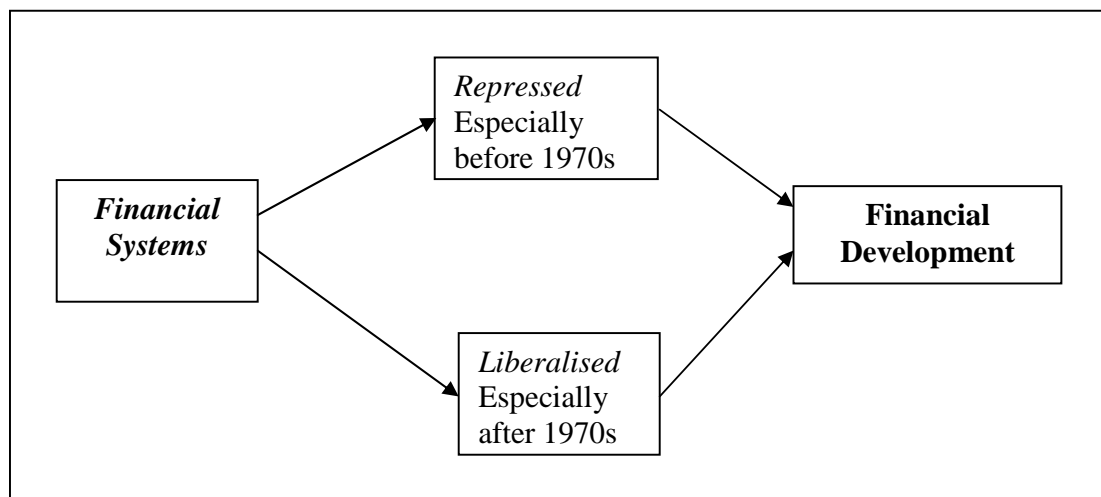 Financial
Systems
Repressed
Especially
before 1970s
Liberalised
Especially
after 1970s
Financial
Development